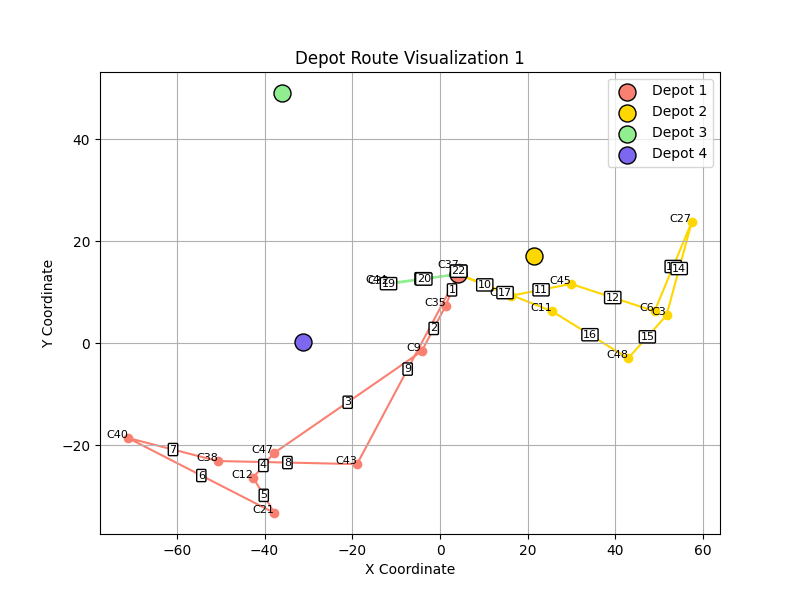 Depot Route Visualization 1
Depot 1
Depot 2
Depot 3
Depot 4
40
20
0
−20
−60
−40
−20
0
20
40
60
X Coordinate
Y Coordinate
C27
C37
22
20
19
1
10
17
11
C45
12
14
C6
C3
C11
C35
2
16
15
C48
C9
9
3
C40
7
C38
C47
4
8
C43
6
C12
5
C21